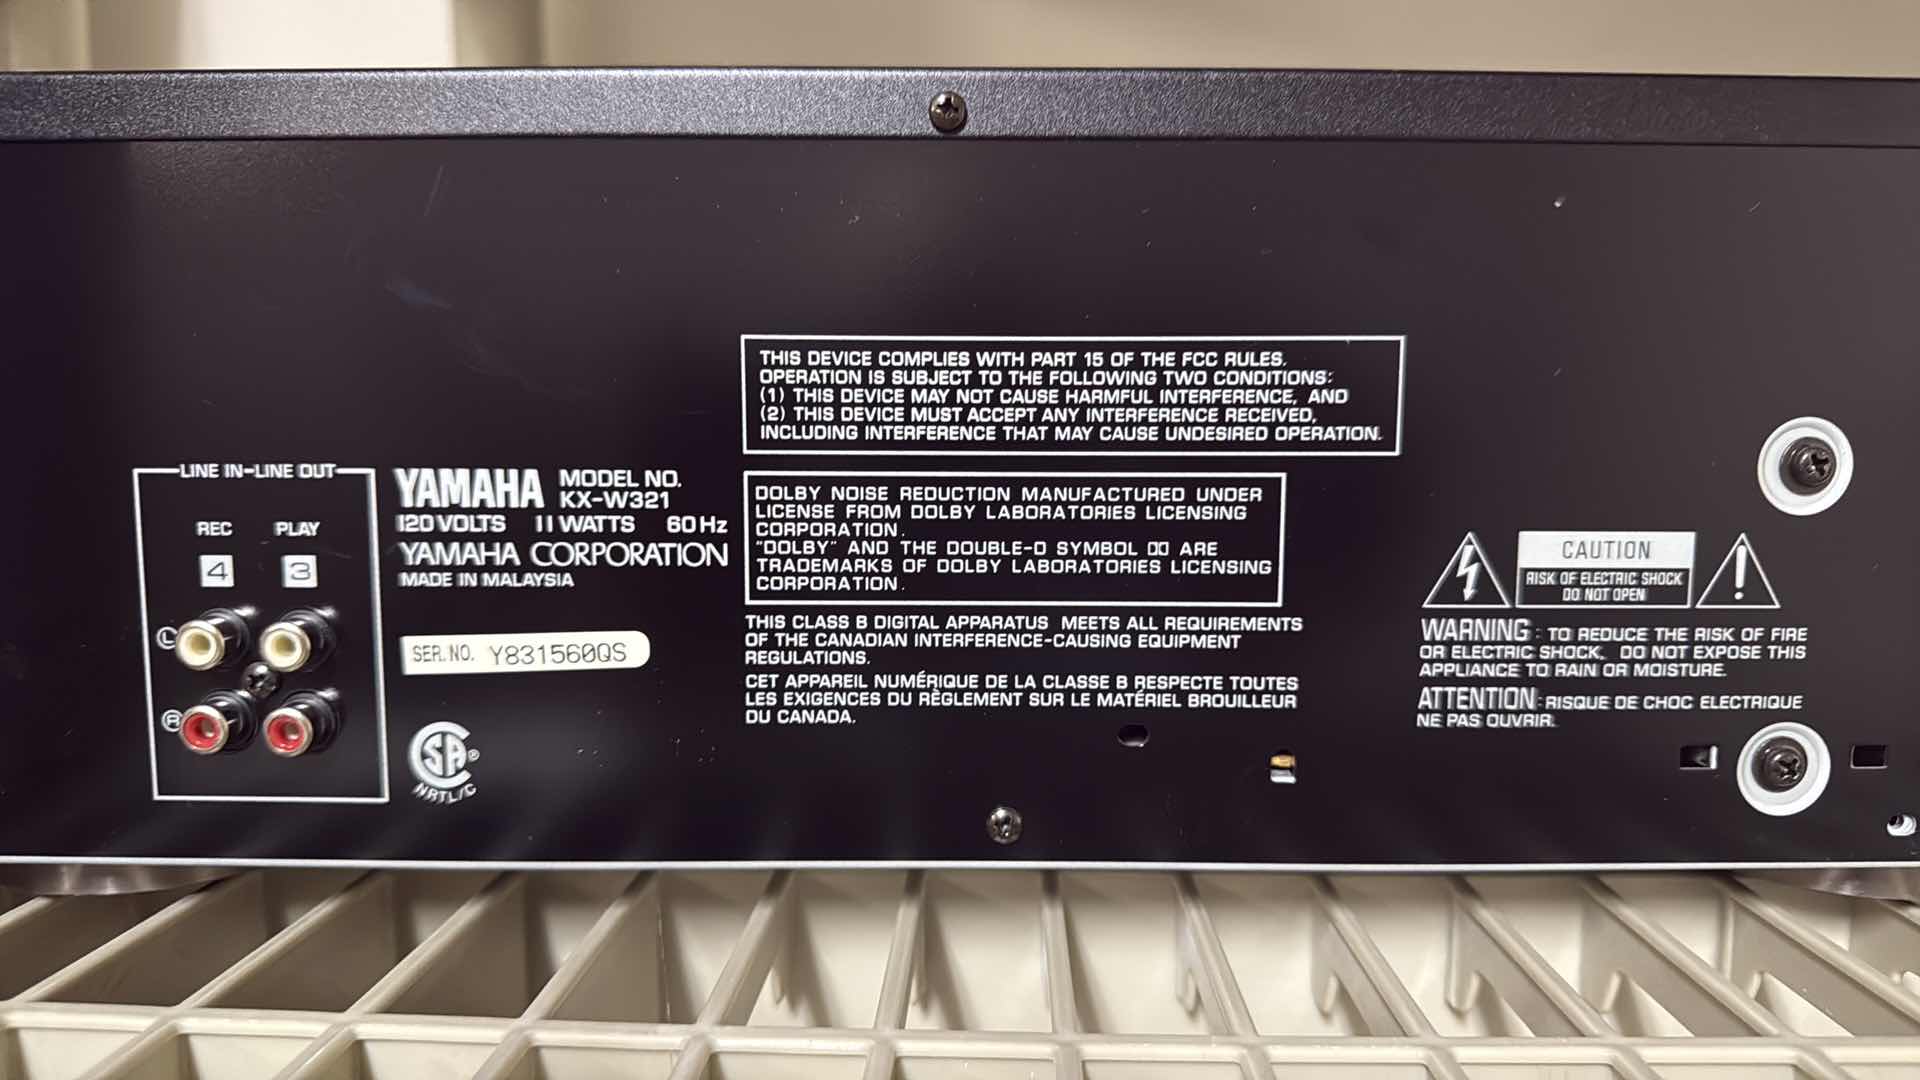 THIS DEVICE COMPLIES WITH PART 15 OF THE FCC RULES.
OPERATION IS SUBJECT TO THE FOLLOWING TWO CONDITIONS:
(1) THIS DEVICE MAY NOT CAUSE HARMFUL INTERFERENCE, AND
(2) THIS DEVICE MUST ACCEPT ANY INTERFERENCE RECEIVED,
INCLUDING INTERFERENCE THAT MAY CAUSE UNDESIRED OPERATION.
LINE IN-LINE OUT
REC PLAY
4 3
L
R
YAMAHA MODEL NO.
KX-W321
120 VOLTS 11 WATTS 60Hz
YAMAHA CORPORATION
MADE IN MALAYSIA
SER. NO. Y831560QS
CSA®
NRTL/C
DOLBY NOISE REDUCTION MANUFACTURED UNDER
LICENSE FROM DOLBY LABORATORIES LICENSING
CORPORATION.
"DOLBY" AND THE DOUBLE-D SYMBOL ▯▯ ARE
TRADEMARKS OF DOLBY LABORATORIES LICENSING
CORPORATION.
THIS CLASS B DIGITAL APPARATUS MEETS ALL REQUIREMENTS
OF THE CANADIAN INTERFERENCE-CAUSING EQUIPMENT
REGULATIONS.
CET APPAREIL NUMÉRIQUE DE LA CLASSE B RESPECTE TOUTES
LES EXIGENCES DU RÈGLEMENT SUR LE MATÉRIEL BROUILLEUR
DU CANADA.
CAUTION
RISK OF ELECTRIC SHOCK
DO NOT OPEN
WARNING : TO REDUCE THE RISK OF FIRE
OR ELECTRIC SHOCK, DO NOT EXPOSE THIS
APPLIANCE TO RAIN OR MOISTURE.
ATTENTION : RISQUE DE CHOC ELECTRIQUE
NE PAS OUVRIR.